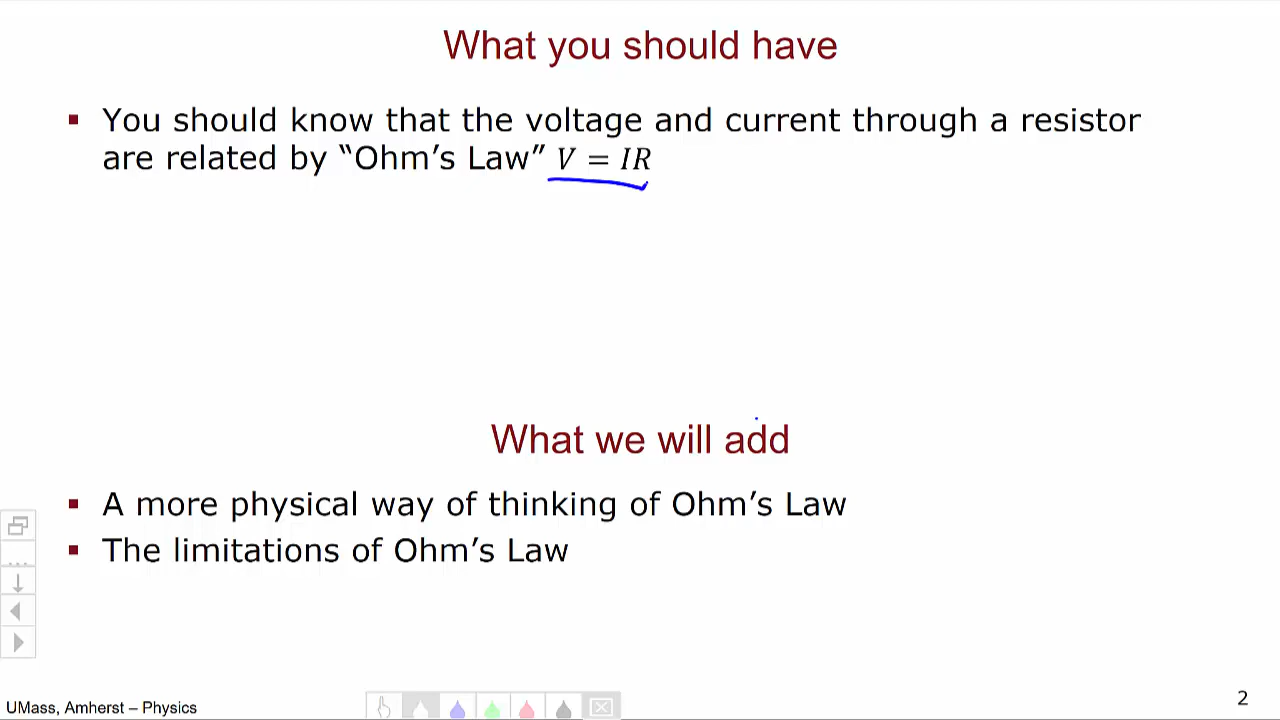 What you should have
▪ You should know that the voltage and current through a resistor
are related by “Ohm’s Law” V = IR
What we will add
▪ A more physical way of thinking of Ohm’s Law
▪ The limitations of Ohm’s Law
UMass, Amherst – Physics
2